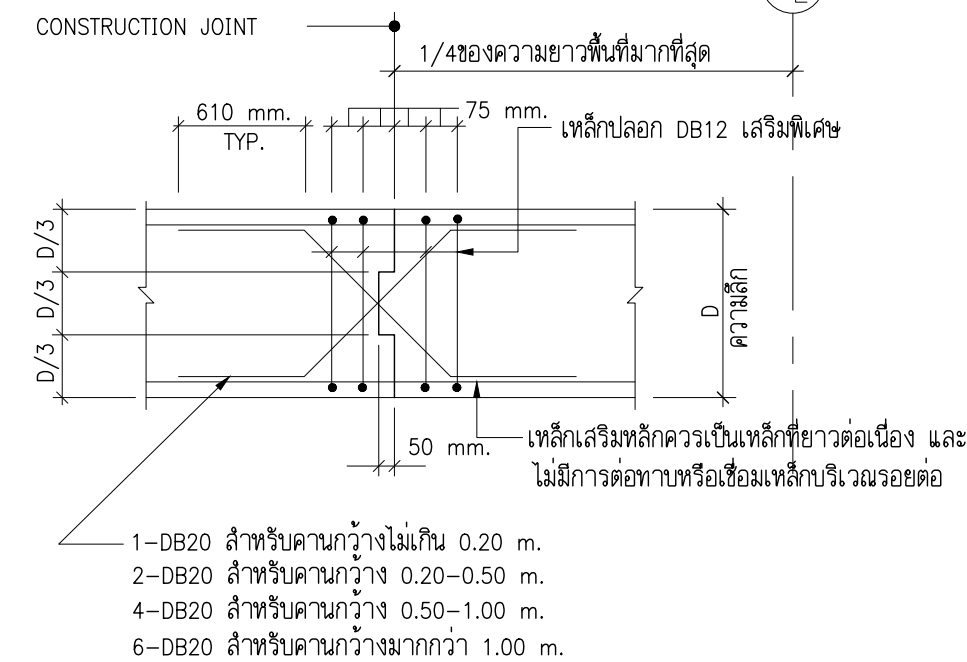 CONSTRUCTION JOINT
1/4ของความยาวพื้นที่มากที่สุด
610 mm.
TYP.
75 mm.
เหล็กปลอก DB12 เสริมพิเศษ
D/3
D/3
D/3
D
ความลึก
50 mm.
เหล็กเสริมหลักควรเป็นเหล็กที่ยาวต่อเนื่อง และ
ไม่มีการต่อทาบหรือเชื่อมเหล็กบริเวณรอยต่อ
1-DB20 สำหรับคานกว้างไม่เกิน 0.20 m.
2-DB20 สำหรับคานกว้าง 0.20-0.50 m.
4-DB20 สำหรับคานกว้าง 0.50-1.00 m.
6-DB20 สำหรับคานกว้างมากกว่า 1.00 m.